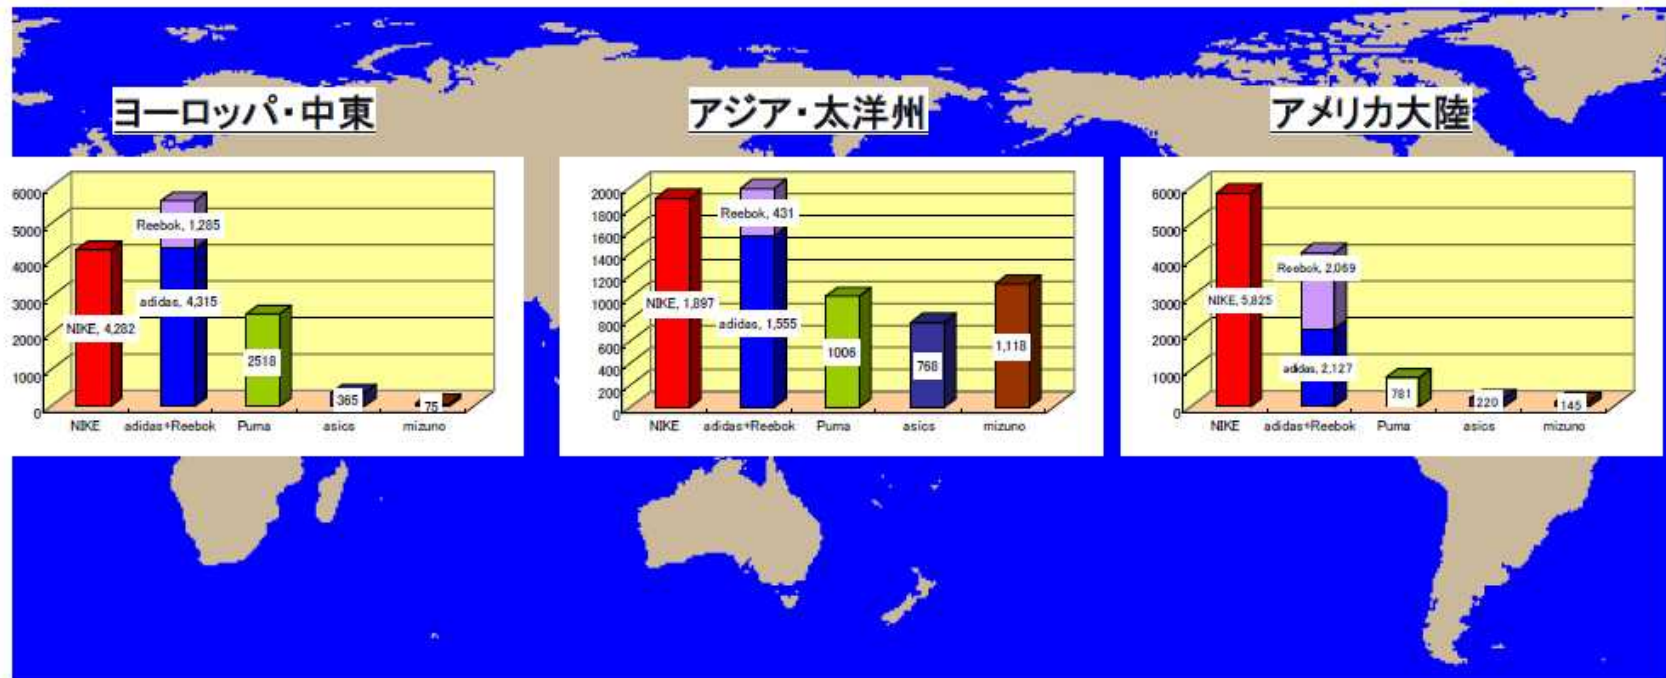 ヨーロッパ・中東
6000
5000
4000
3000
2000
1000
0
Reebok, 1,285
adidas, 4,315
NIKE, 4,282
2518
365
75
NIKE
adidas+Reebok
Puma
asics
mizuno
アジア・太洋州
2000
1800
1600
1400
1200
1000
800
600
400
200
0
Reebok, 431
NIKE, 1,897
adidas, 1,555
1006
768
1,118
NIKE
adidas+Reebok
Puma
asics
mizuno
アメリカ大陸
6000
5000
4000
3000
2000
1000
0
Reebok, 2,069
NIKE, 5,825
adidas, 2,127
781
220
145
NIKE
adidas+Reebok
Puma
asics
mizuno